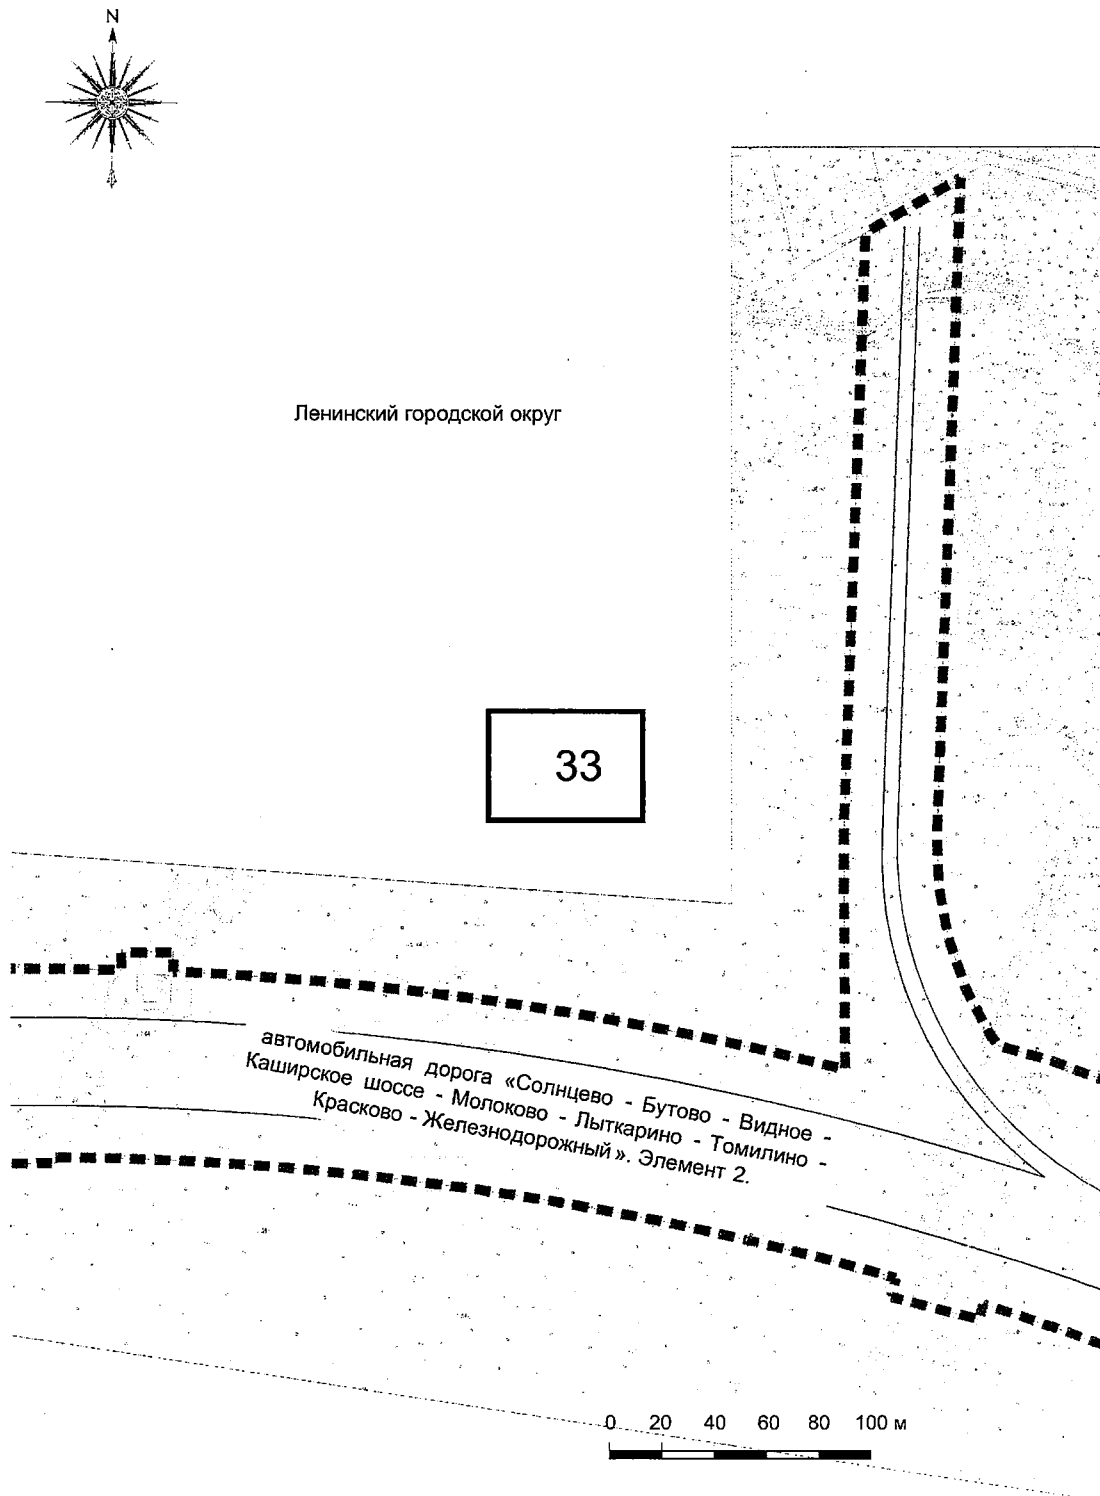 N
Ленинский городской округ
33
автомобильная дорога «Солнцево - Бутово - Видное -
Каширское шоссе - Молоково - Лыткарино - Томилино -
Красково - Железнодорожный». Элемент 2.
0 20 40 60 80 100 м